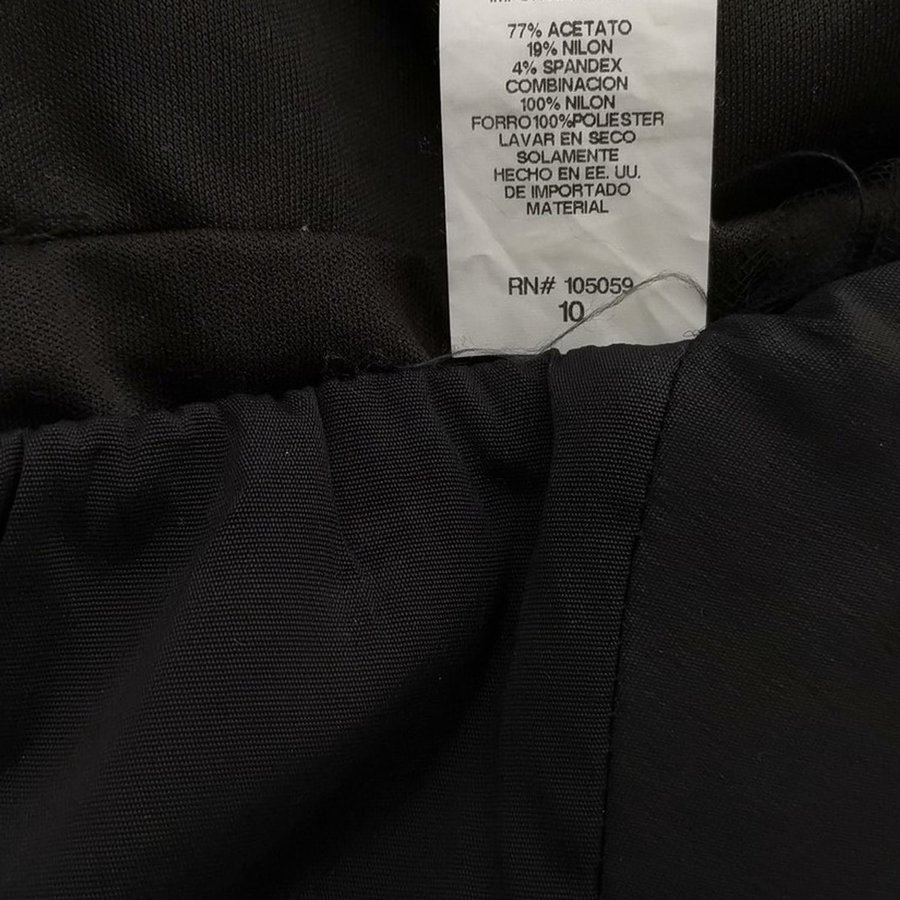 77% ACETATO
19% NILON
4% SPANDEX
COMBINACION
100% NILON
FORRO100%POLIESTER
LAVAR EN SECO
SOLAMENTE
HECHO EN EE. UU.
DE IMPORTADO
MATERIAL
RN# 105059
10